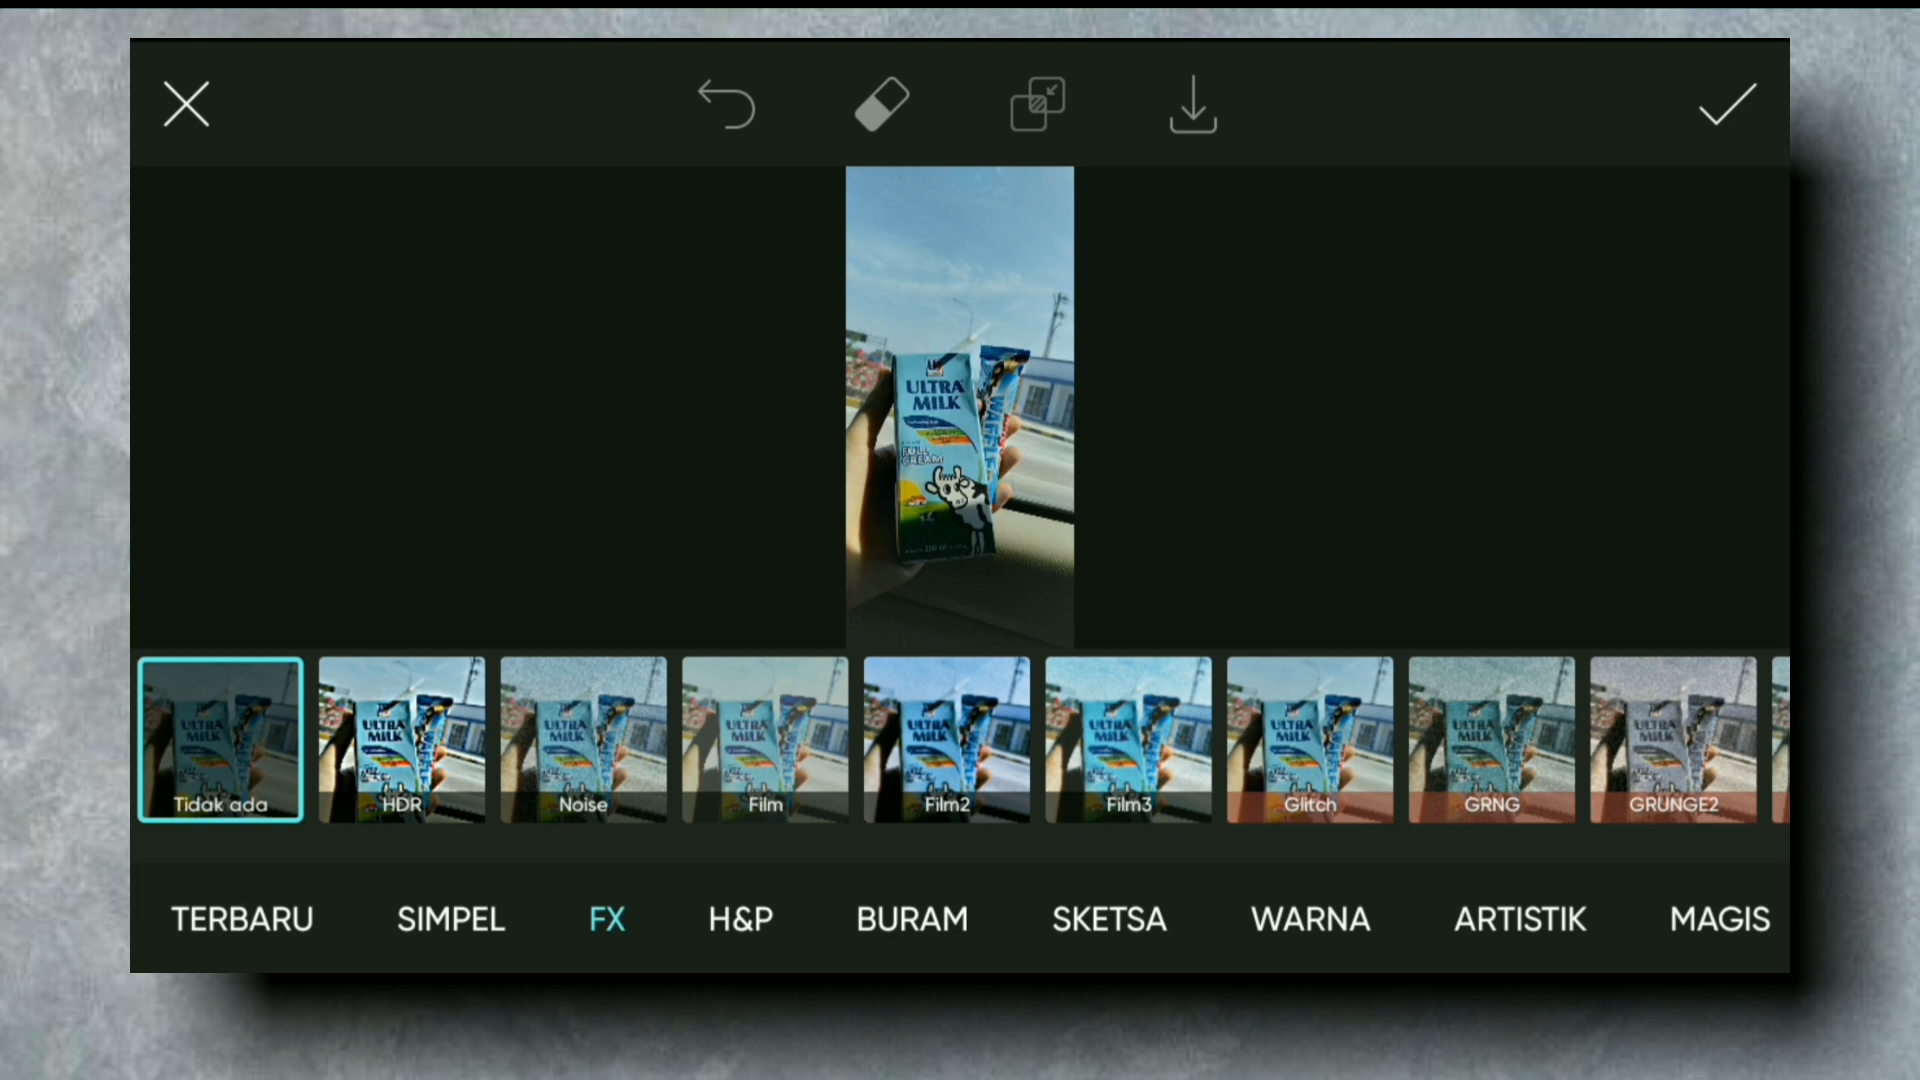 ULTRA
MILK
FULL
CREAM
WAFER
Tidak ada
HDR
Noise
Film
Film2
Film3
Glitch
GRNG
GRUNGE2
TERBARU
SIMPEL
FX
H&P
BURAM
SKETSA
WARNA
ARTISTIK
MAGIS